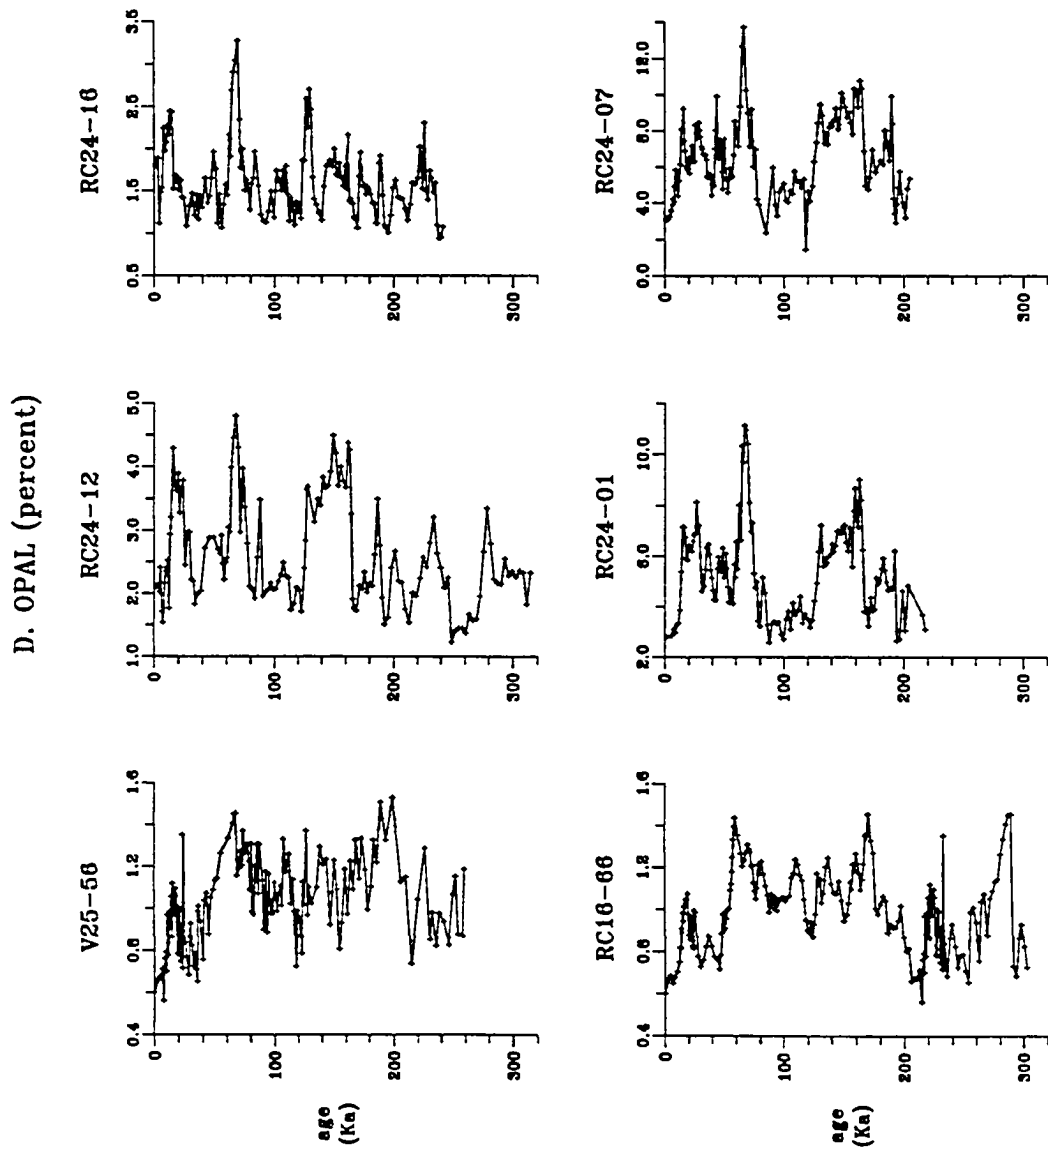 D. OPAL (percent)
V25-56 RC24-12 RC24-16
0.4 0.8 1.2 1.6 1.0 2.0 3.0 4.0 5.0 0.5 1.5 2.5 3.5
0 0 0
100 100 100
200 200 200
age
(Ka)
300 300 300
RC16-66 RC24-01 RC24-07
0.4 0.8 1.2 1.6 2.0 6.0 10.0 0.0 4.0 8.0 12.0
0 0 0
100 100 100
200 200 200
age
(Ka)
300 300 300